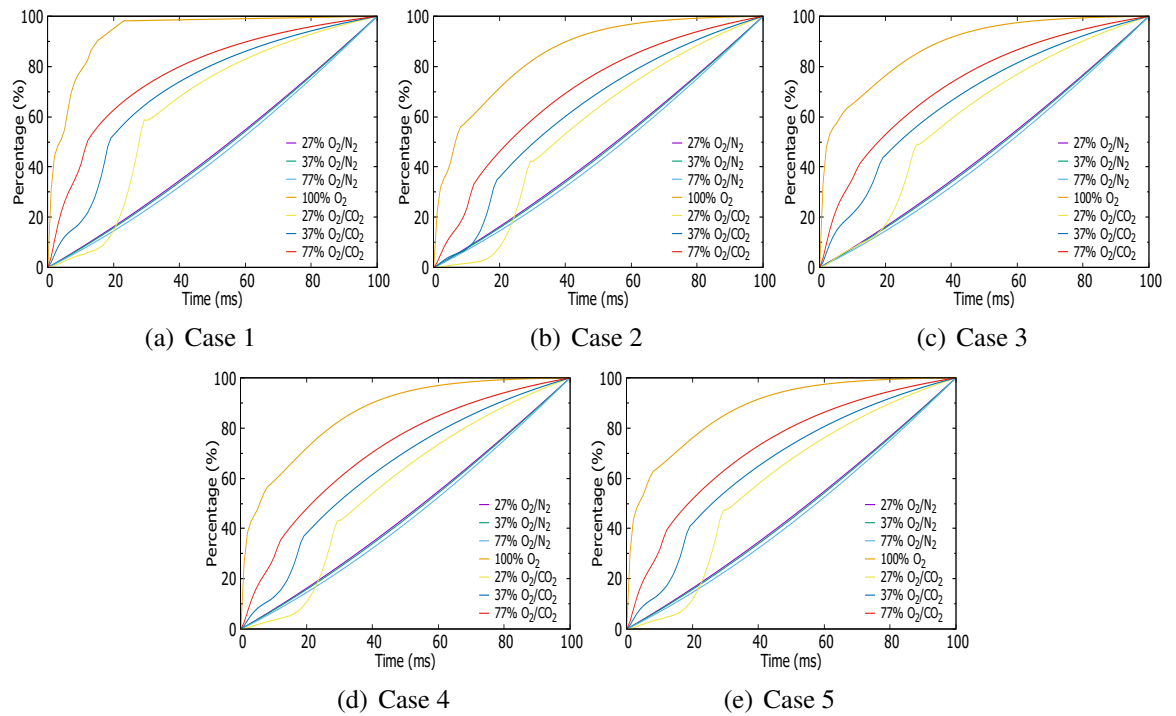 100
80
60
40
20
0
Percentage (%)
27% O₂/N₂
37% O₂/N₂
77% O₂/N₂
100% O₂
27% O₂/CO₂
37% O₂/CO₂
77% O₂/CO₂
0 20 40 60 80 100
Time (ms)
(a) Case 1
100
80
60
40
20
0
Percentage (%)
27% O₂/N₂
37% O₂/N₂
77% O₂/N₂
100% O₂
27% O₂/CO₂
37% O₂/CO₂
77% O₂/CO₂
0 20 40 60 80 100
Time (ms)
(b) Case 2
100
80
60
40
20
0
Percentage (%)
27% O₂/N₂
37% O₂/N₂
77% O₂/N₂
100% O₂
27% O₂/CO₂
37% O₂/CO₂
77% O₂/CO₂
0 20 40 60 80 100
Time (ms)
(c) Case 3
100
80
60
40
20
0
Percentage (%)
27% O₂/N₂
37% O₂/N₂
77% O₂/N₂
100% O₂
27% O₂/CO₂
37% O₂/CO₂
77% O₂/CO₂
0 20 40 60 80 100
Time (ms)
(d) Case 4
100
80
60
40
20
0
Percentage (%)
27% O₂/N₂
37% O₂/N₂
77% O₂/N₂
100% O₂
27% O₂/CO₂
37% O₂/CO₂
77% O₂/CO₂
0 20 40 60 80 100
Time (ms)
(e) Case 5